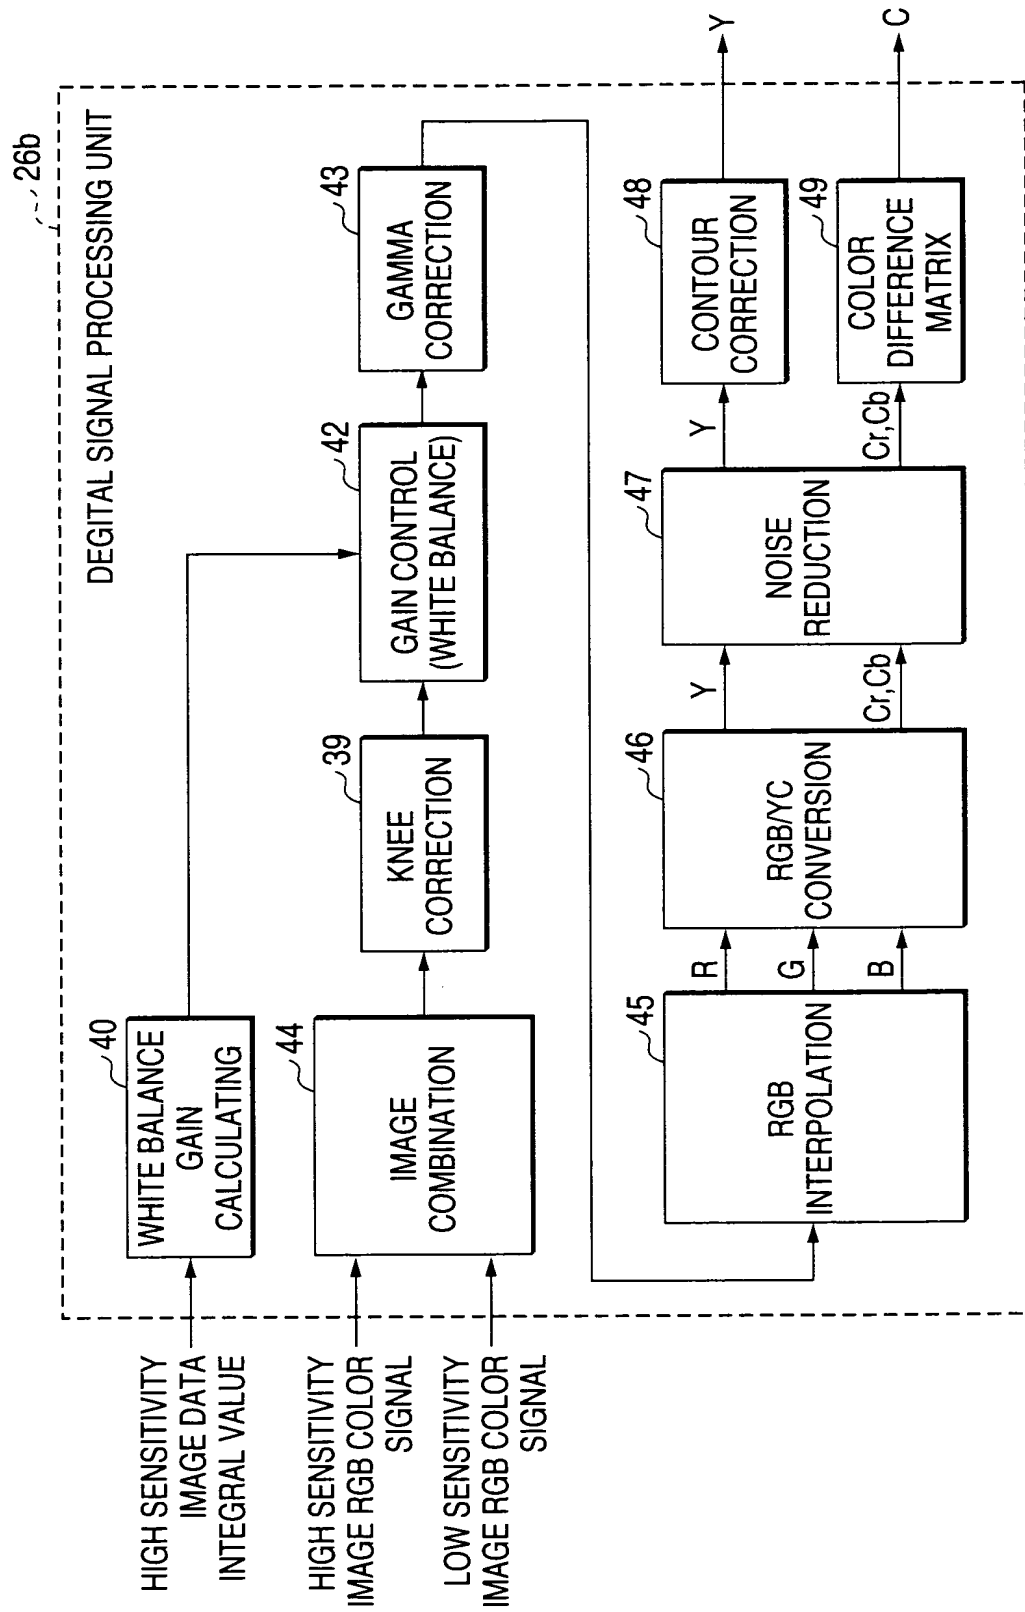 26b
DEGITAL SIGNAL PROCESSING UNIT
HIGH SENSITIVITY
IMAGE DATA
INTEGRAL VALUE
40
WHITE BALANCE
GAIN
CALCULATING
HIGH SENSITIVITY
IMAGE RGB COLOR
SIGNAL
LOW SENSITIVITY
IMAGE RGB COLOR
SIGNAL
44
IMAGE
COMBINATION
39
KNEE
CORRECTION
42
GAIN CONTROL
(WHITE BALANCE)
43
GAMMA
CORRECTION
45
RGB
INTERPOLATION
R
G
B
46
RGB/YC
CONVERSION
Y
Cr,Cb
47
NOISE
REDUCTION
Y
Cr,Cb
48
CONTOUR
CORRECTION
Y
49
COLOR
DIFFERENCE
MATRIX
C